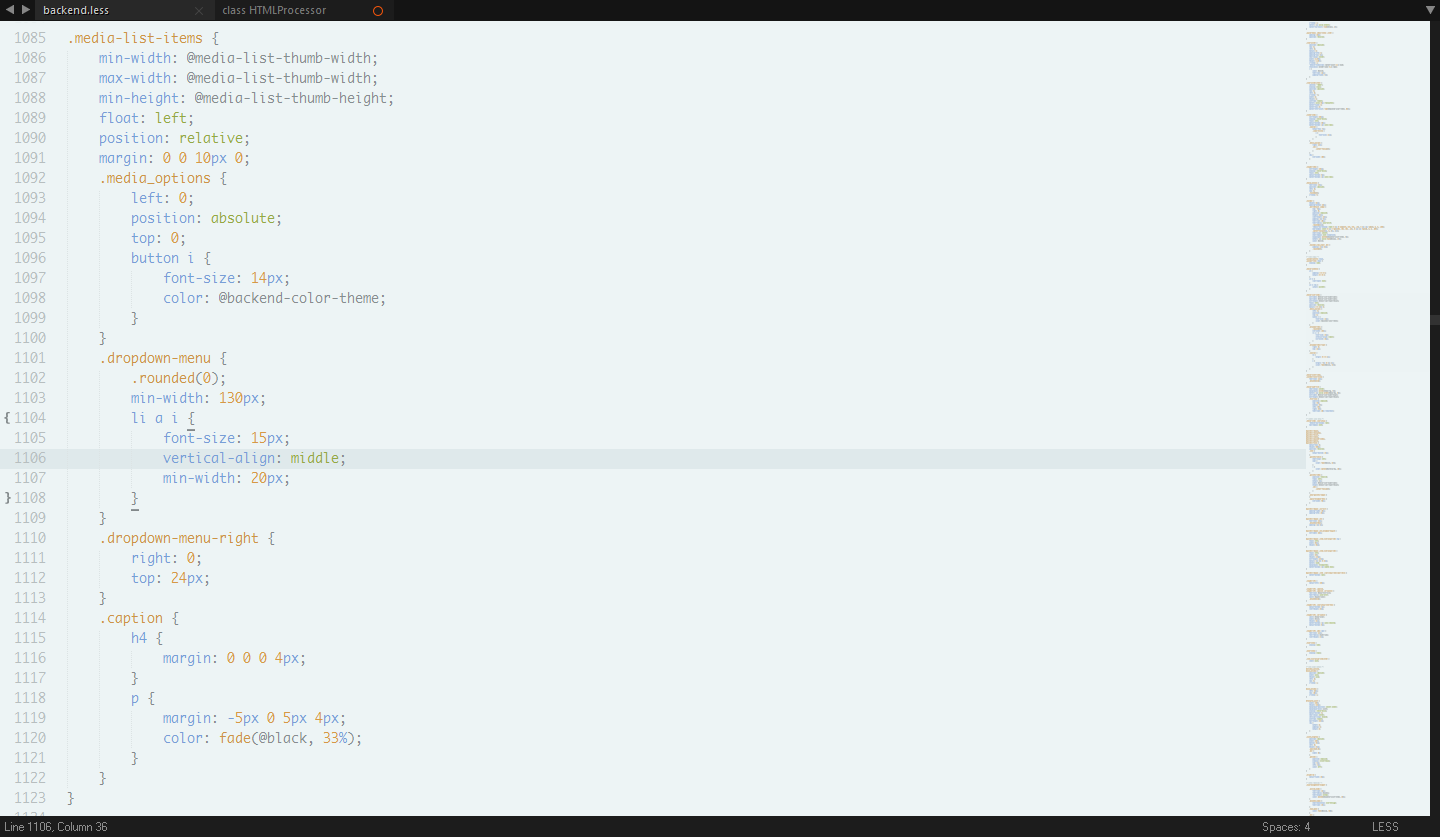 backend.less
class HTMLProcessor
1085 .media-list-items {
1086 min-width: @media-list-thumb-width;
1087 max-width: @media-list-thumb-width;
1088 min-height: @media-list-thumb-height;
1089 float: left;
1090 position: relative;
1091 margin: 0 0 10px 0;
1092 .media_options {
1093 left: 0;
1094 position: absolute;
1095 top: 0;
1096 button i {
1097 font-size: 14px;
1098 color: @backend-color-theme;
1099 }
1100 }
1101 .dropdown-menu {
1102 .rounded(0);
1103 min-width: 130px;
{ 1104 li a i {
1105 font-size: 15px;
1106 vertical-align: middle;
1107 min-width: 20px;
} 1108 }
1109 }
1110 .dropdown-menu-right {
1111 right: 0;
1112 top: 24px;
1113 }
1114 .caption {
1115 h4 {
1116 margin: 0 0 0 4px;
1117 }
1118 p {
1119 margin: -5px 0 5px 4px;
1120 color: fade(@black, 33%);
1121 }
1122 }
1123 }
Line 1106, Column 36
Spaces: 4
LESS